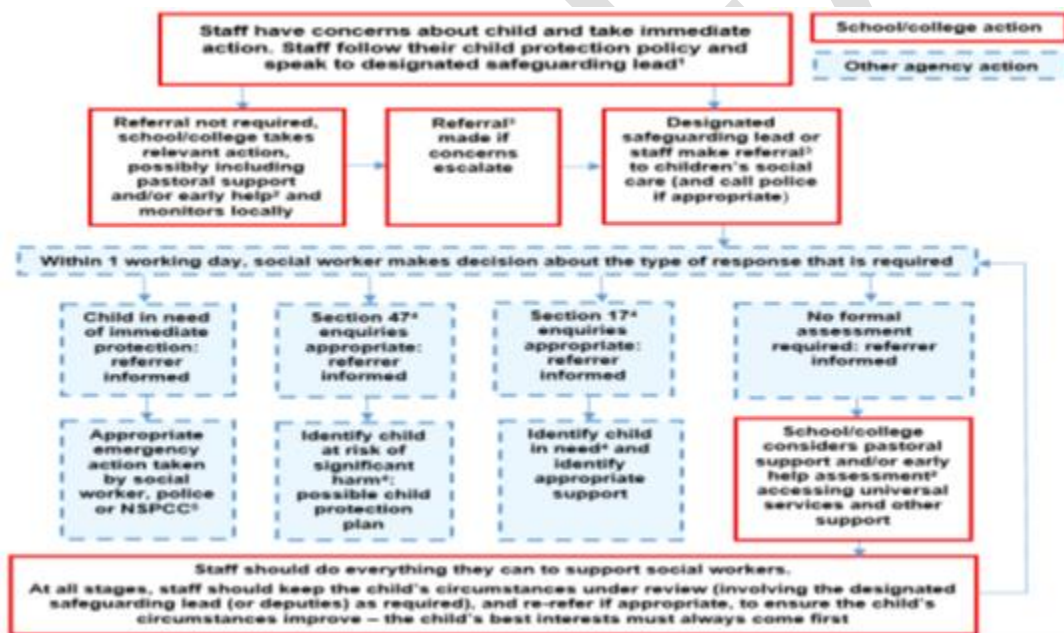 Staff have concerns about child and take immediate
action. Staff follow their child protection policy and
speak to designated safeguarding lead¹
School/college action
Other agency action
Referral not required,
school/college takes
relevant action,
possibly including
pastoral support
and/or early help² and
monitors locally
Referral³
made if
concerns
escalate
Designated
safeguarding lead or
staff make referral³
to children's social
care (and call police
if appropriate)
Within 1 working day, social worker makes decision about the type of response that is required
Child in need
of immediate
protection:
referrer
informed
Section 47⁴
enquiries
appropriate:
referrer
informed
Section 17⁴
enquiries
appropriate:
referrer
informed
No formal
assessment
required: referrer
informed
Appropriate
emergency
action taken
by social
worker, police
or NSPCC⁵
Identify child
at risk of
significant
harm⁴:
possible child
protection
plan
Identify child
in need⁴ and
identify
appropriate
support
School/college
considers pastoral
support and/or early
help assessment²
accessing universal
services and other
support
Staff should do everything they can to support social workers.
At all stages, staff should keep the child's circumstances under review (involving the designated
safeguarding lead (or deputies) as required), and re-refer if appropriate, to ensure the child's
circumstances improve – the child's best interests must always come first